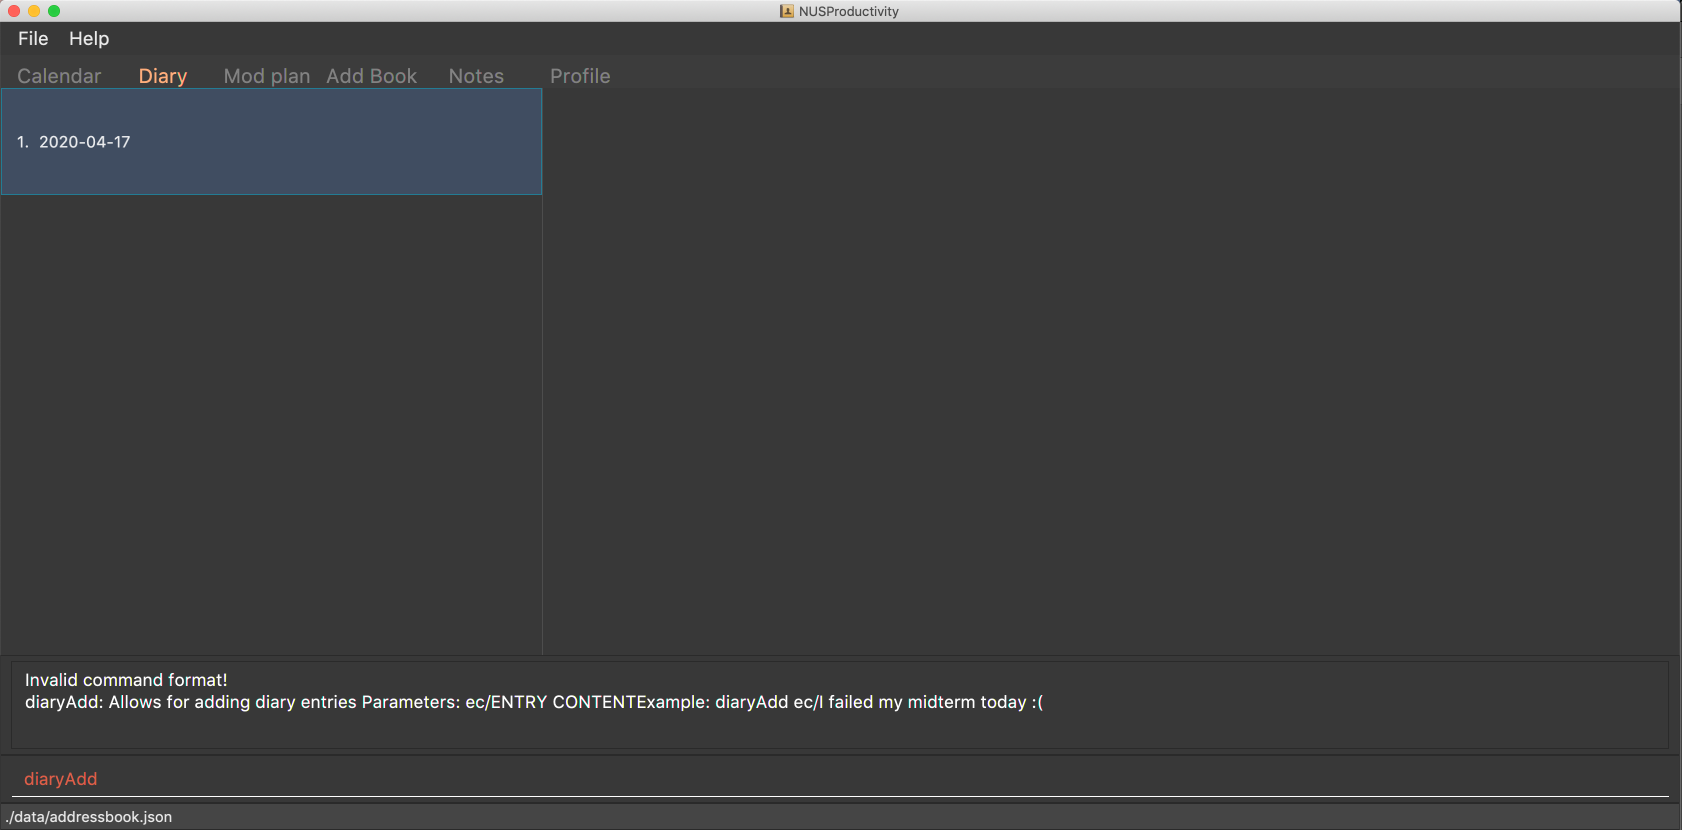 NUSProductivity
File Help
Calendar Diary Mod plan Add Book Notes Profile
1. 2020-04-17
Invalid command format!
diaryAdd: Allows for adding diary entries Parameters: ec/ENTRY CONTENTExample: diaryAdd ec/I failed my midterm today :(
diaryAdd
./data/addressbook.json